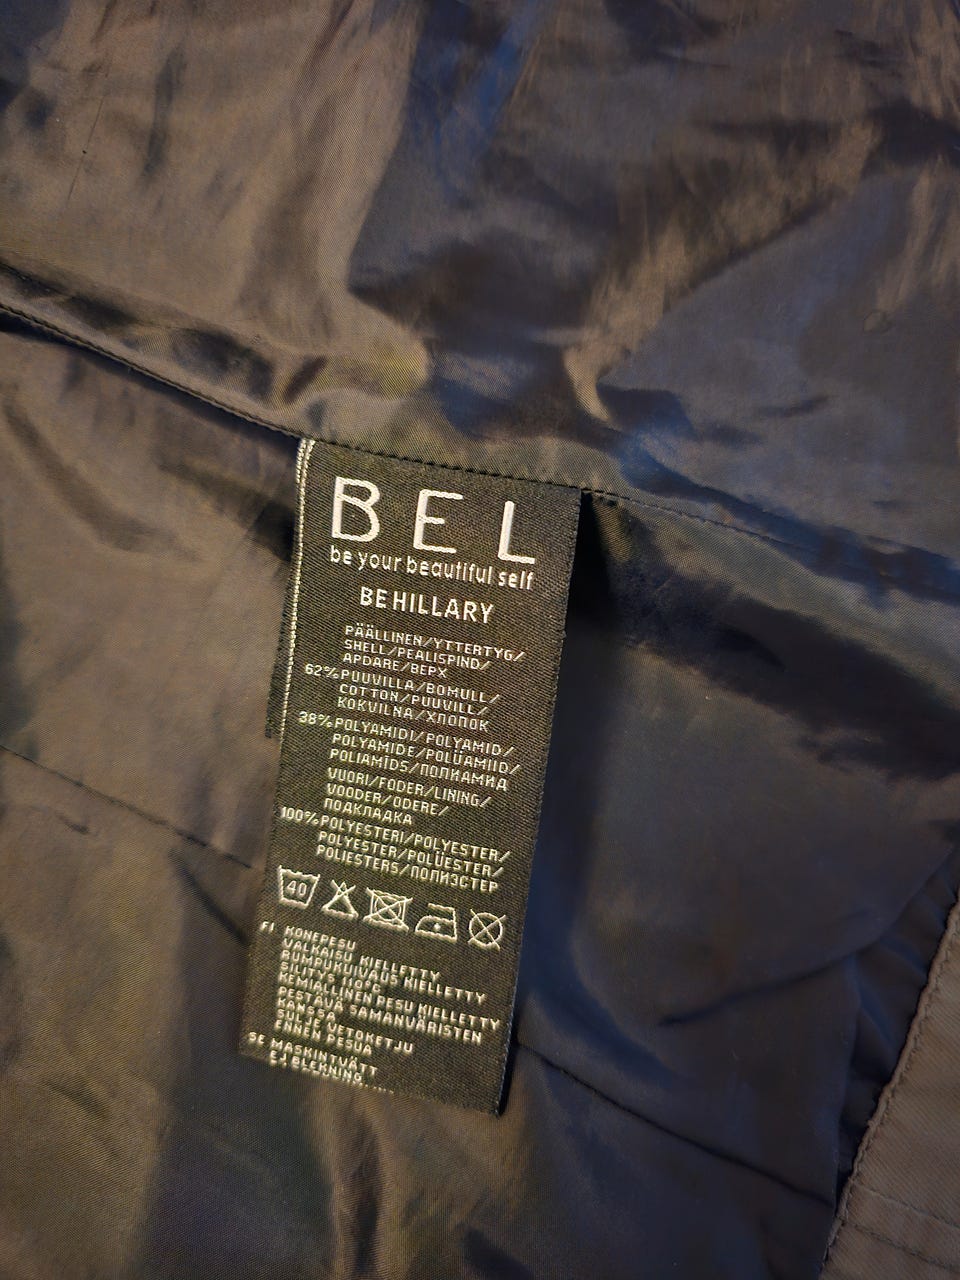 BEL
be your beautiful self
BE HILLARY
PÄÄLLINEN/YTTERTYG/
SHELL/PEALISPIND/
APDARE/ВЕРХ
62% PUUVILLA/BOMULL/
COTTON/PUUVILL/
KOKVILNA/ХЛОПОК
38% POLYAMIDI/POLYAMID/
POLYAMIDE/POLÜAMIID/
POLIAMĪDS/ПОЛИАМИД
VUORI/FODER/LINING/
VOODER/ODERE/
ПОДКЛАДКА
100% POLYESTERI/POLYESTER/
POLYESTER/POLÜESTER/
POLIESTERS/ПОЛИЭСТЕР
40
FI KONEPESU
VALKAISU KIELLETTY
RUMPUKUIVAUS KIELLETTY
SILITYS 110°C
KEMIALLINEN PESU KIELLETTY
PESTÄVÄ SAMANVÄRISTEN
KANSSA
SULJE VETOKETJU
ENNEN PESUA
SE MASKINTVÄTT
EJ BLEKNING